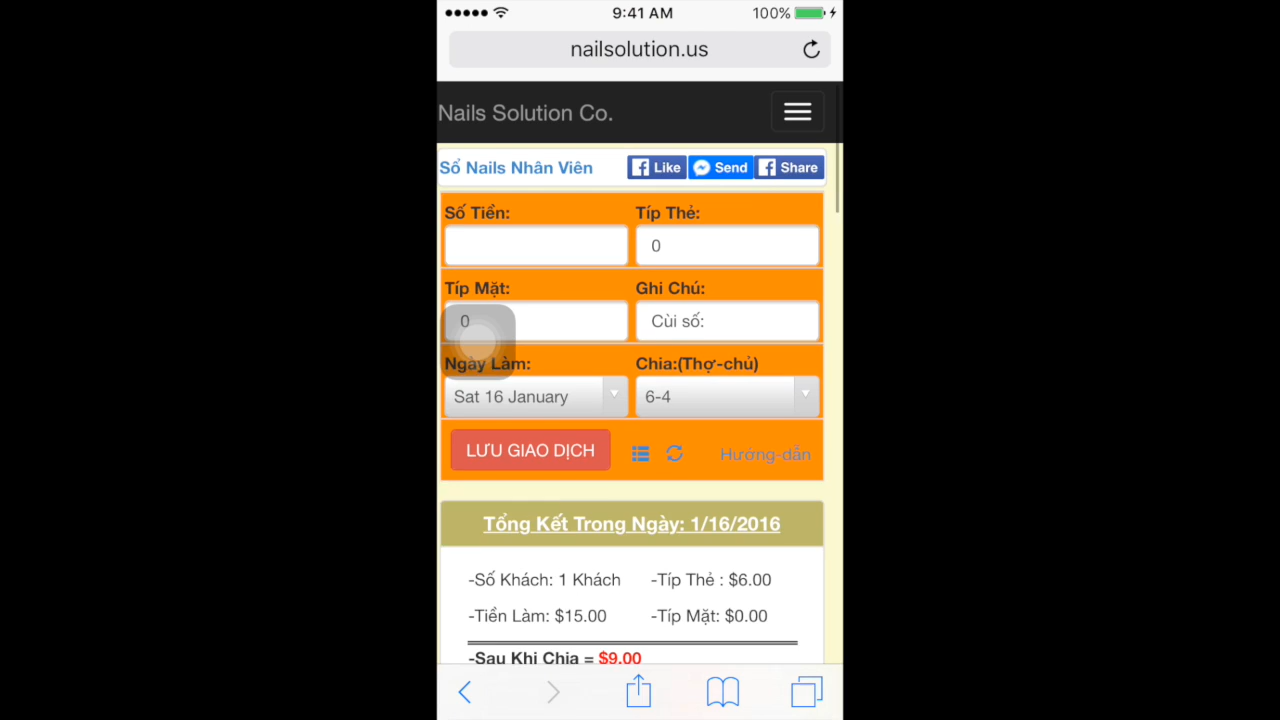 9:41 AM 100%
nailsolution.us
Nails Solution Co.
Sổ Nails Nhân Viên Like Send Share
Số Tiền: Típ Thẻ:
0
Típ Mặt: Ghi Chú:
0 Cùi số:
Ngày Làm: Chia:(Thợ-chủ)
Sat 16 January 6-4
LƯU GIAO DỊCH Hướng-dẫn
Tổng Kết Trong Ngày: 1/16/2016
-Số Khách: 1 Khách -Típ Thẻ : $6.00
-Tiền Làm: $15.00 -Típ Mặt: $0.00
-Sau Khi Chia = $9.00